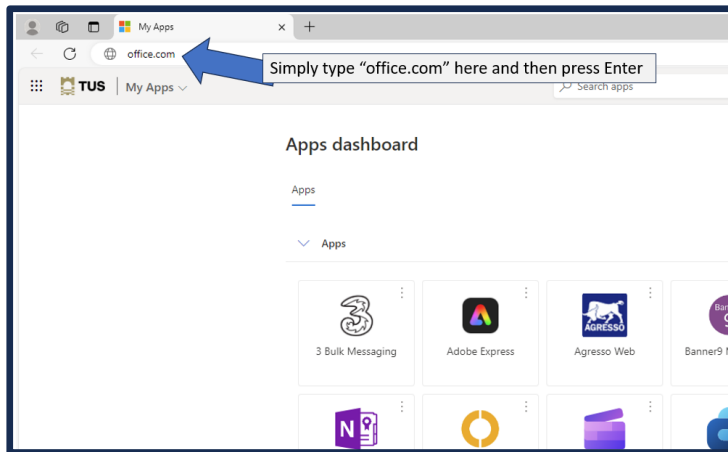 My Apps
office.com
Simply type “office.com” here and then press Enter
TUS My Apps
Search apps
Apps dashboard
Apps
Apps
AGRESSO
3 Bulk Messaging Adobe Express Agresso Web Banner9
N